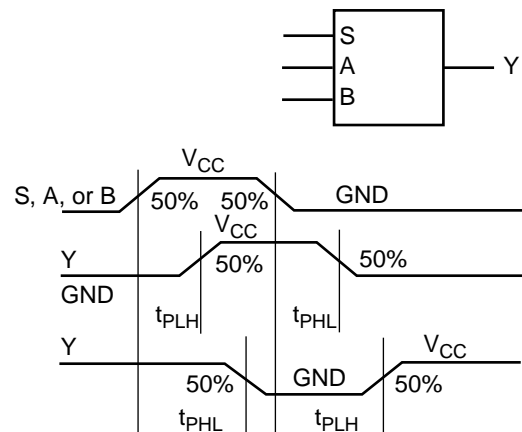 S
A
B
Y
VCC
S, A, or B
50%
50%
GND
VCC
Y
50%
50%
GND
tPLH
tPHL
Y
VCC
50%
GND
50%
tPHL
tPLH